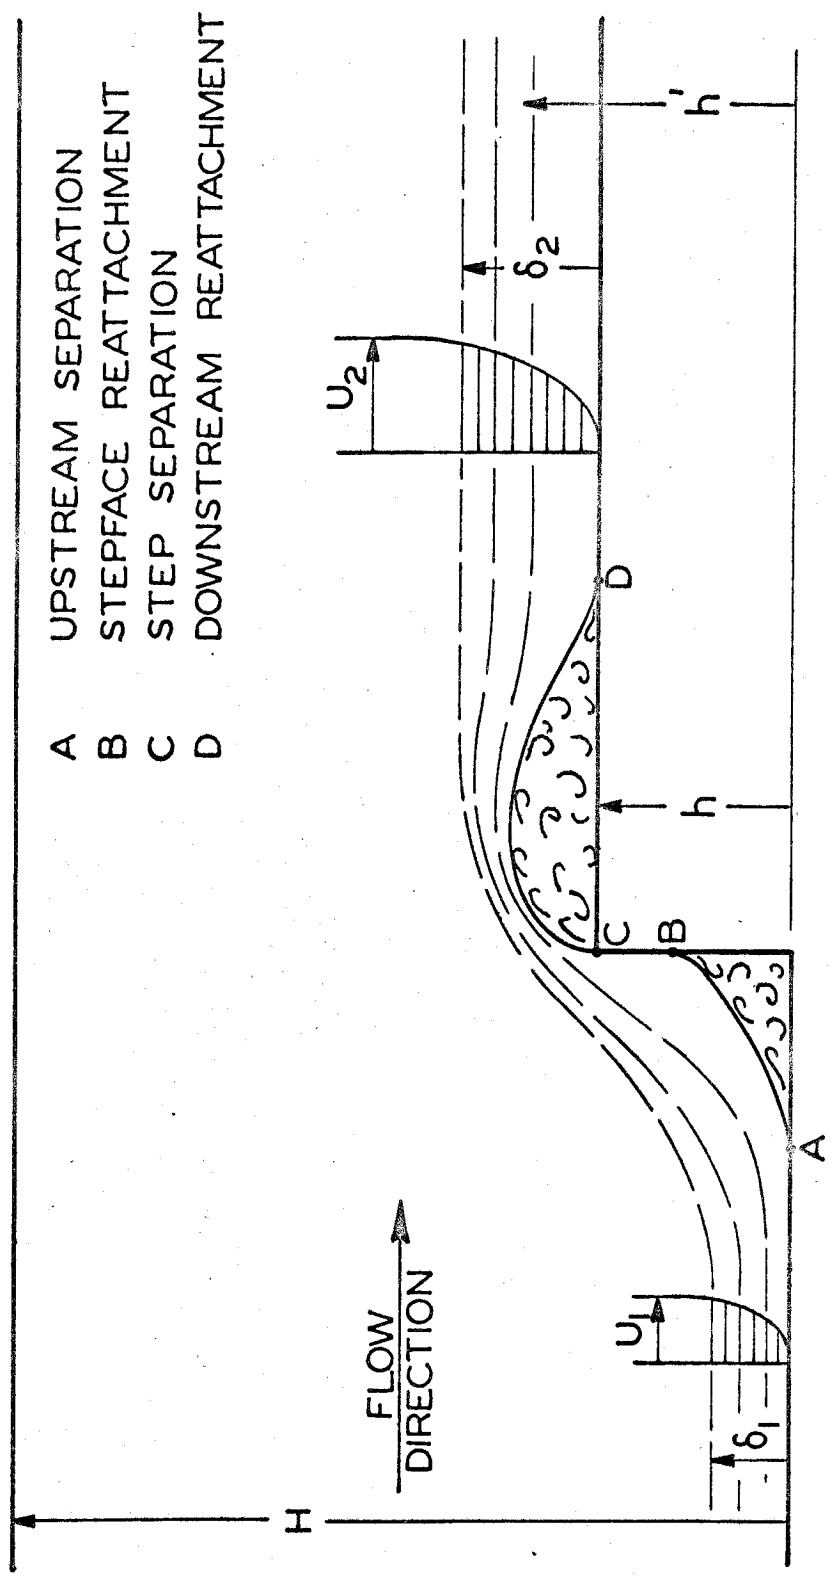 A UPSTREAM SEPARATION
B STEPFACE REATTACHMENT
C STEP SEPARATION
D DOWNSTREAM REATTACHMENT
H
FLOW
DIRECTION
δ1
U1
A
B
C
h
D
U2
δ2
h'